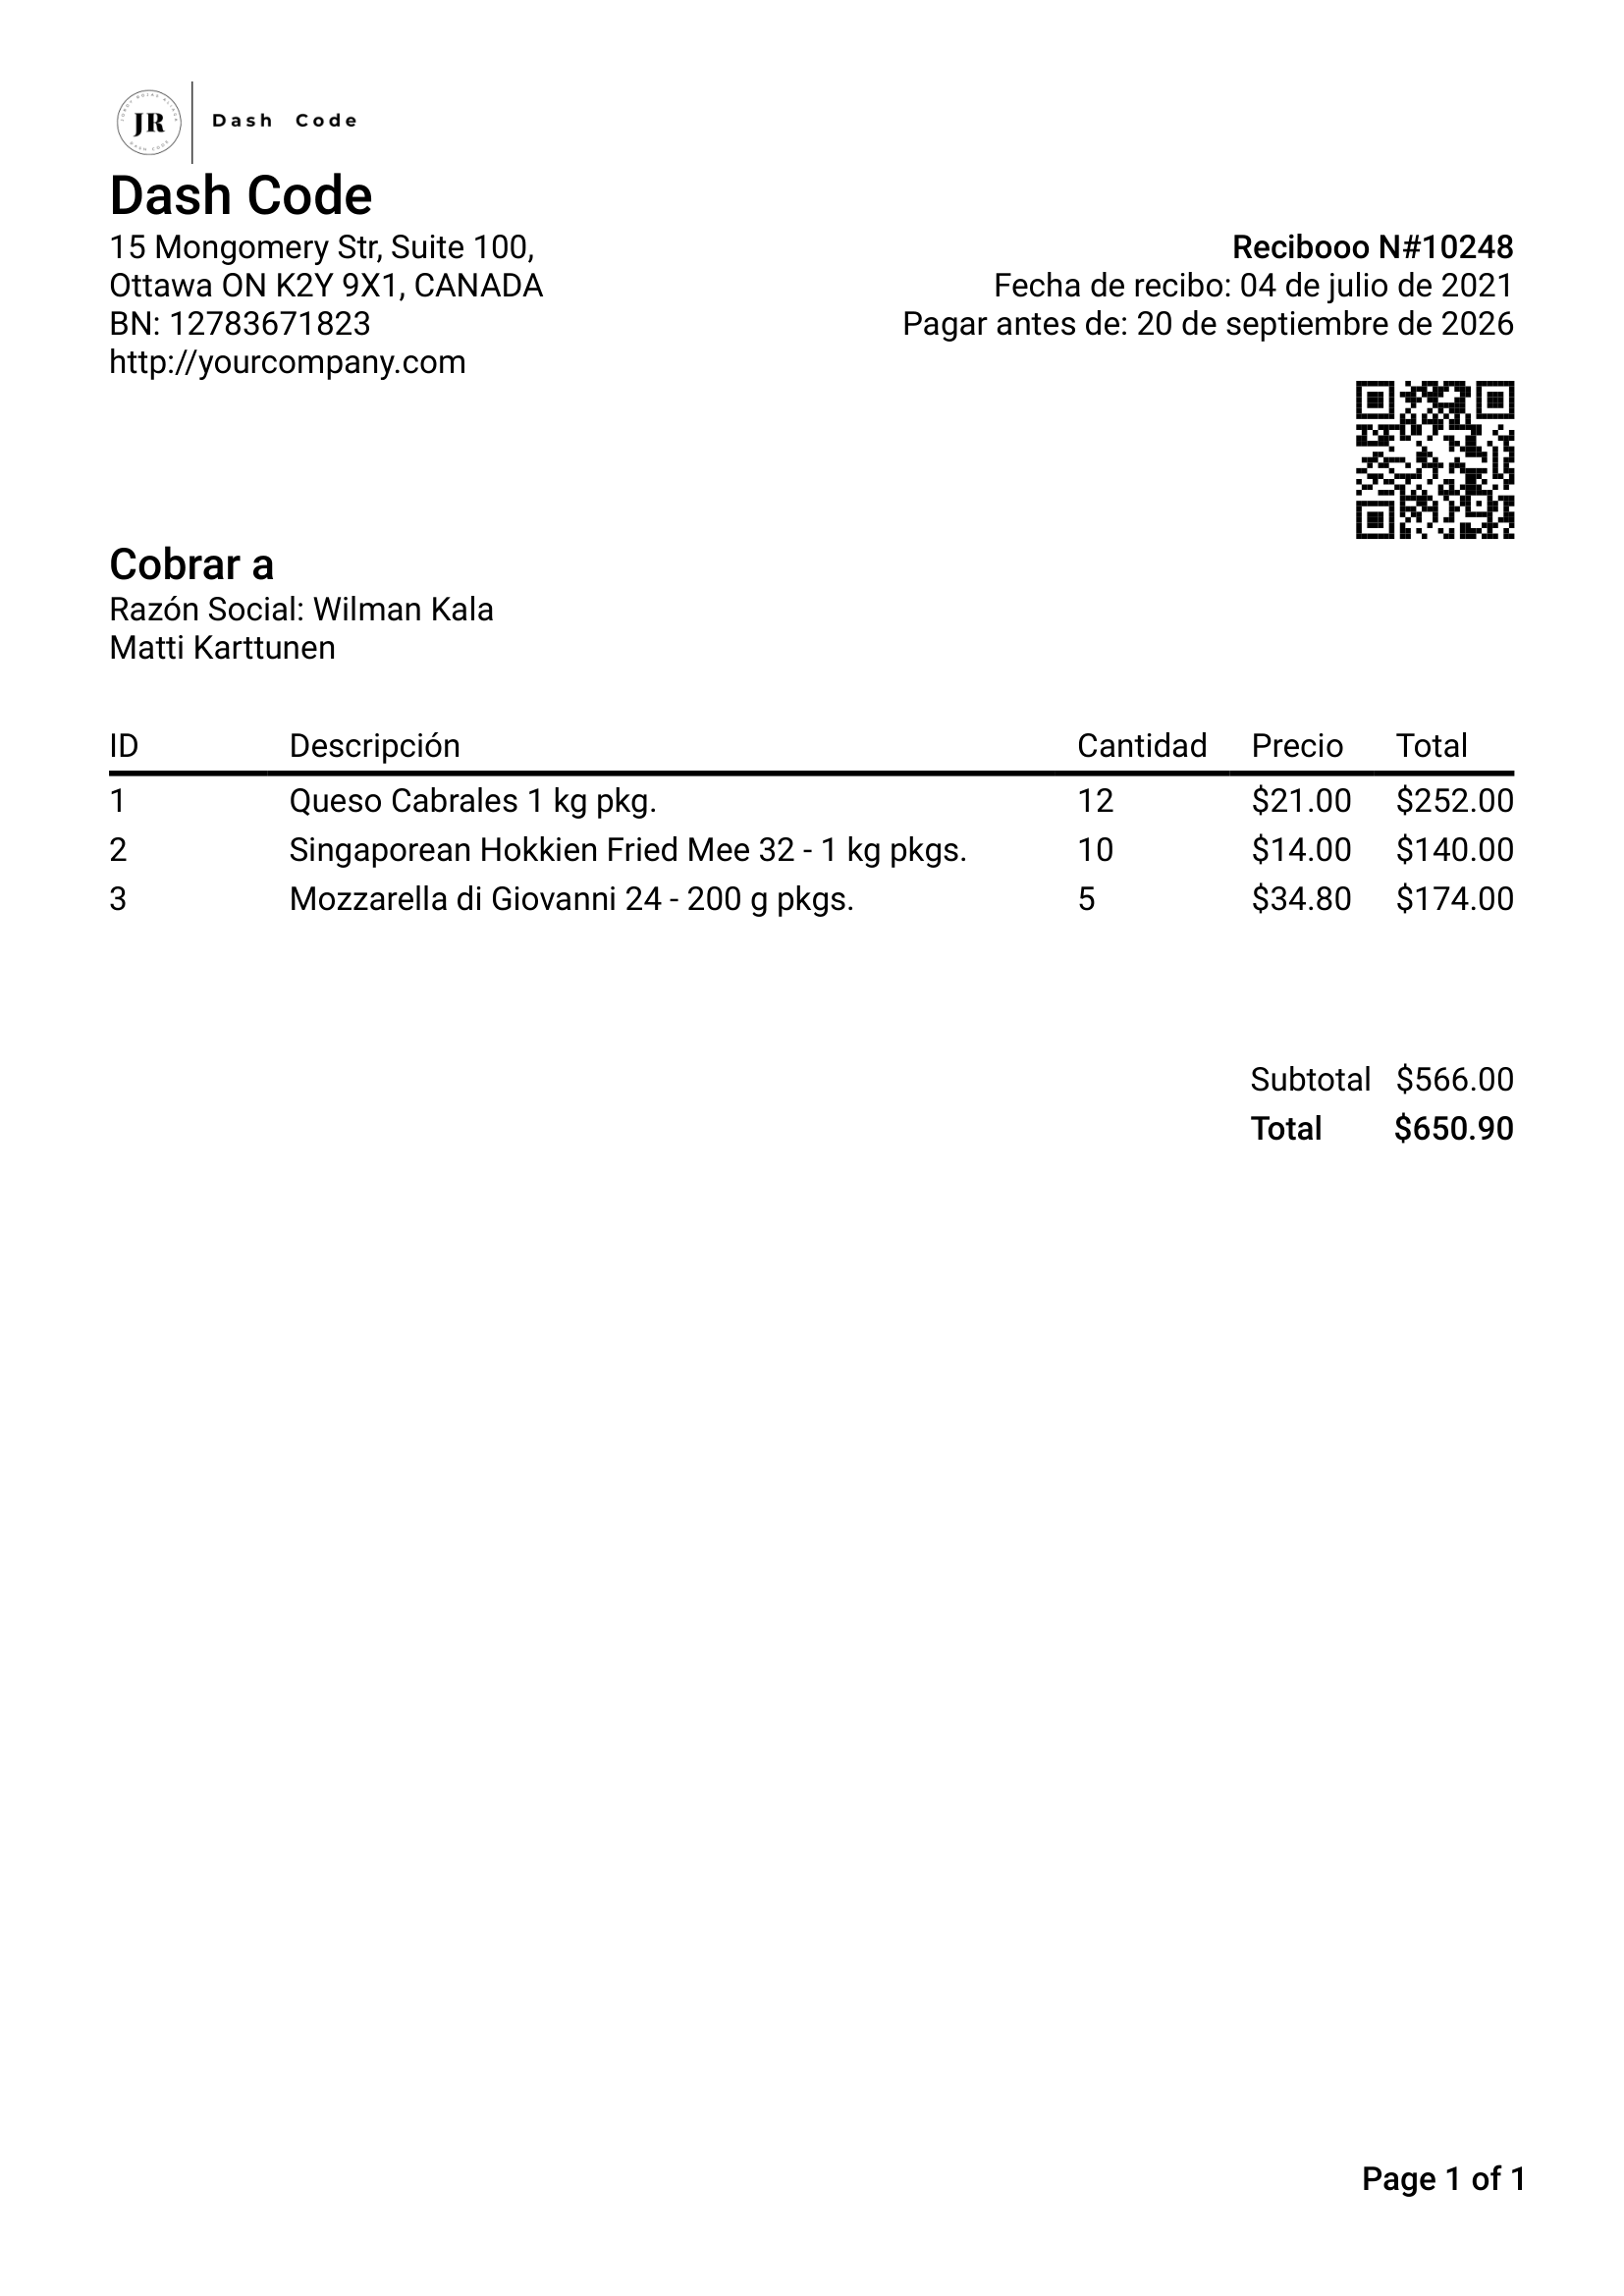 JR
Dash Code
Dash Code
15 Mongomery Str, Suite 100,
Ottawa ON K2Y 9X1, CANADA
BN: 12783671823
http://yourcompany.com
Recibooo N#10248
Fecha de recibo: 04 de julio de 2021
Pagar antes de: 20 de septiembre de 2026
Cobrar a
Razón Social: Wilman Kala
Matti Karttunen
ID Descripción Cantidad Precio Total
1 Queso Cabrales 1 kg pkg. 12 $21.00 $252.00
2 Singaporean Hokkien Fried Mee 32 - 1 kg pkgs. 10 $14.00 $140.00
3 Mozzarella di Giovanni 24 - 200 g pkgs. 5 $34.80 $174.00
Subtotal $566.00
Total $650.90
Page 1 of 1